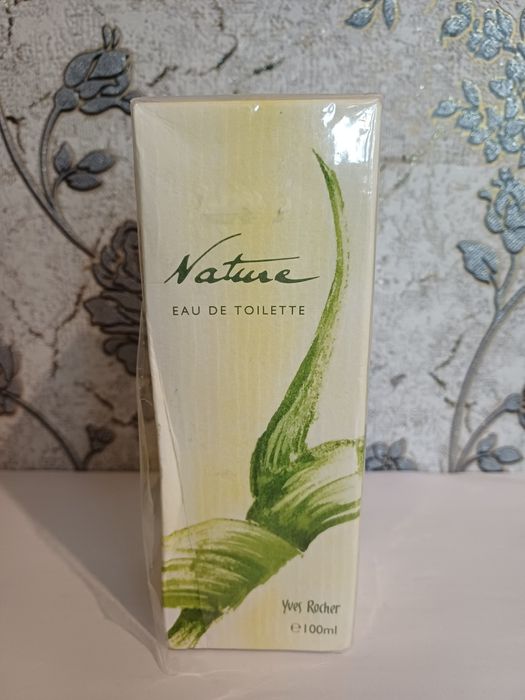 Nature
EAU DE TOILETTE
Yves Rocher
℮100ml